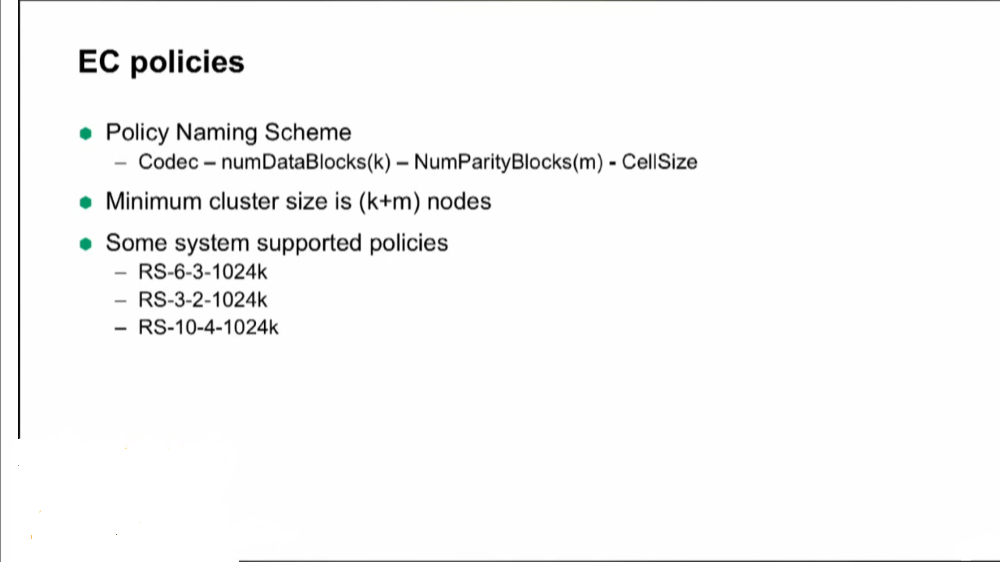 EC policies
Policy Naming Scheme
– Codec – numDataBlocks(k) – NumParityBlocks(m) - CellSize
Minimum cluster size is (k+m) nodes
Some system supported policies
– RS-6-3-1024k
– RS-3-2-1024k
– RS-10-4-1024k